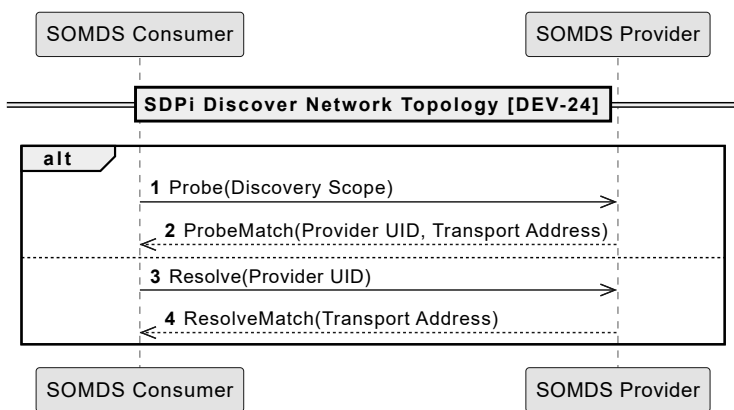 SOMDS Consumer
SOMDS Provider
SDPi Discover Network Topology [DEV-24]
alt
1 Probe(Discovery Scope)
2 ProbeMatch(Provider UID, Transport Address)
3 Resolve(Provider UID)
4 ResolveMatch(Transport Address)
SOMDS Consumer
SOMDS Provider